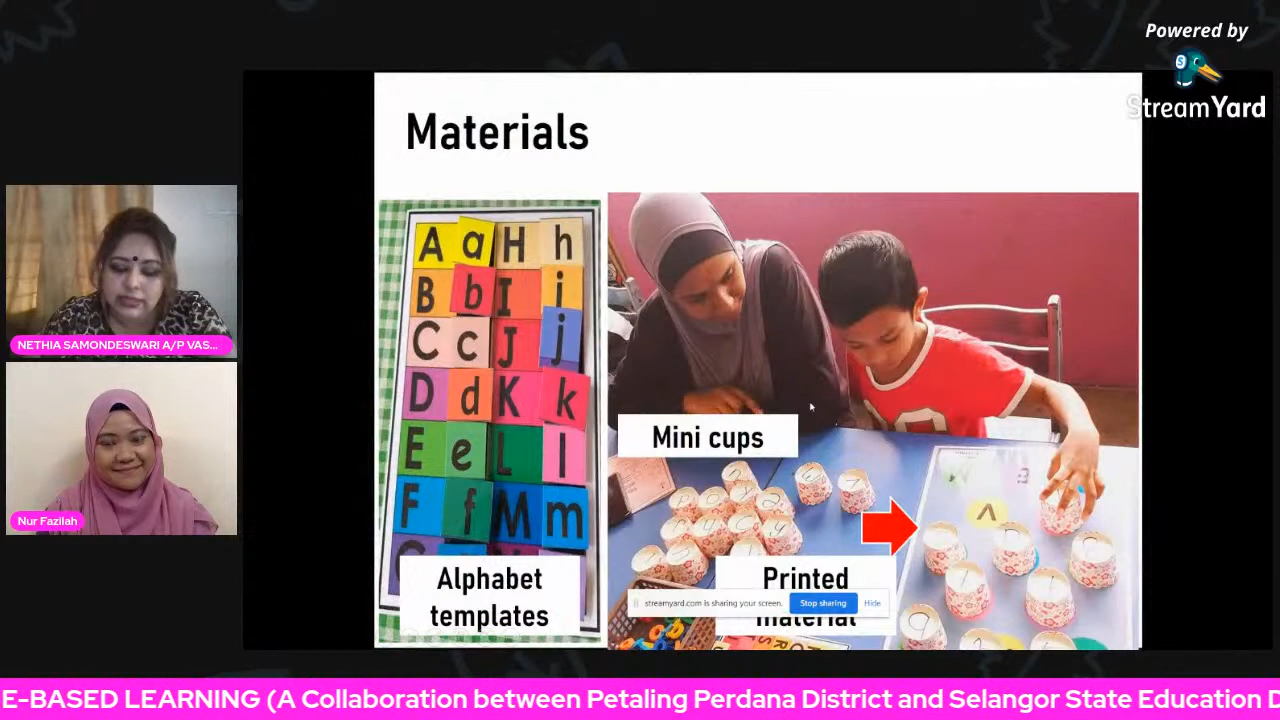 Powered by
StreamYard
Materials
A a H h
B b I i
C c J j
D d K k
E e L l
F f M m
Alphabet
templates
Mini cups
Printed
material
streamyard.com is sharing your screen.
Stop sharing
Hide
NETHIA SAMONDESWARI A/P VAS...
Nur Fazilah
E-BASED LEARNING (A Collaboration between Petaling Perdana District and Selangor State Education D